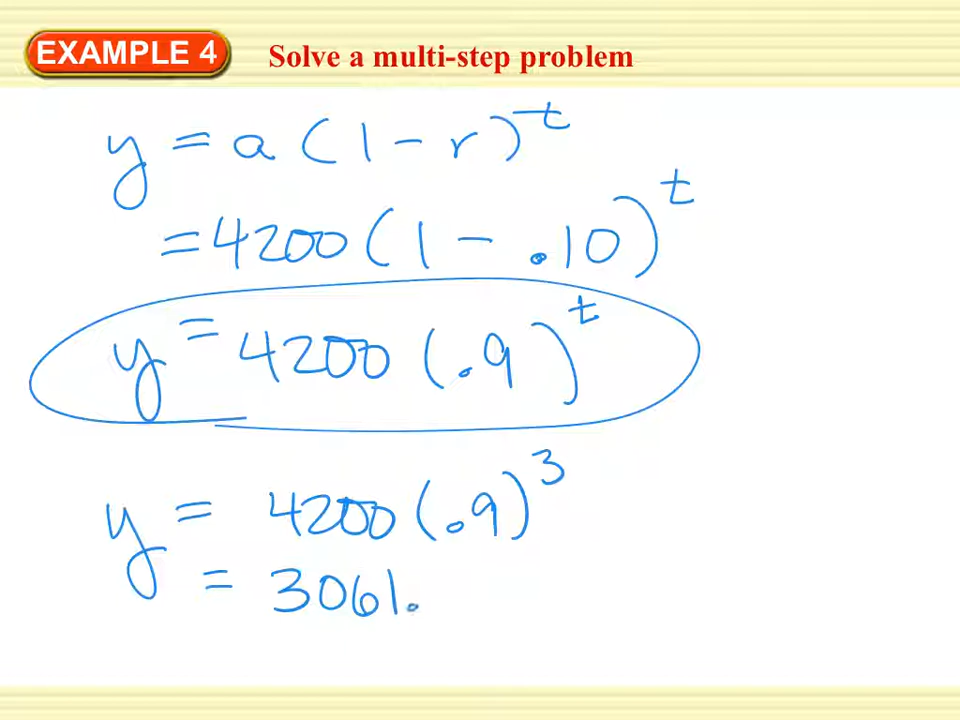 EXAMPLE 4 Solve a multi-step problem
y = a (1 - r)^t
= 4200 (1 - .10)^t
y = 4200 (.9)^t
y = 4200 (.9)^3
= 3061.